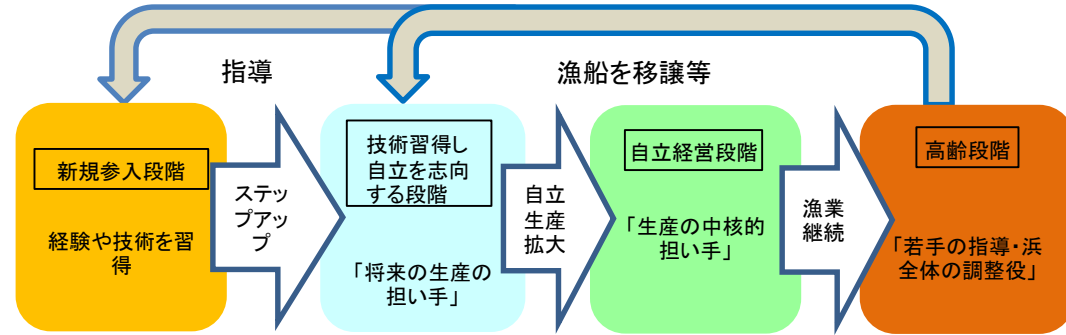 指導
漁船を移譲等
新規参入段階
経験や技術を習
得
ステッ
プアッ
プ
技術習得し
自立を志向
する段階
「将来の生産の
担い手」
自立
生産
拡大
自立経営段階
「生産の中核的
担い手」
漁業
継続
高齢段階
「若手の指導・浜
全体の調整役」